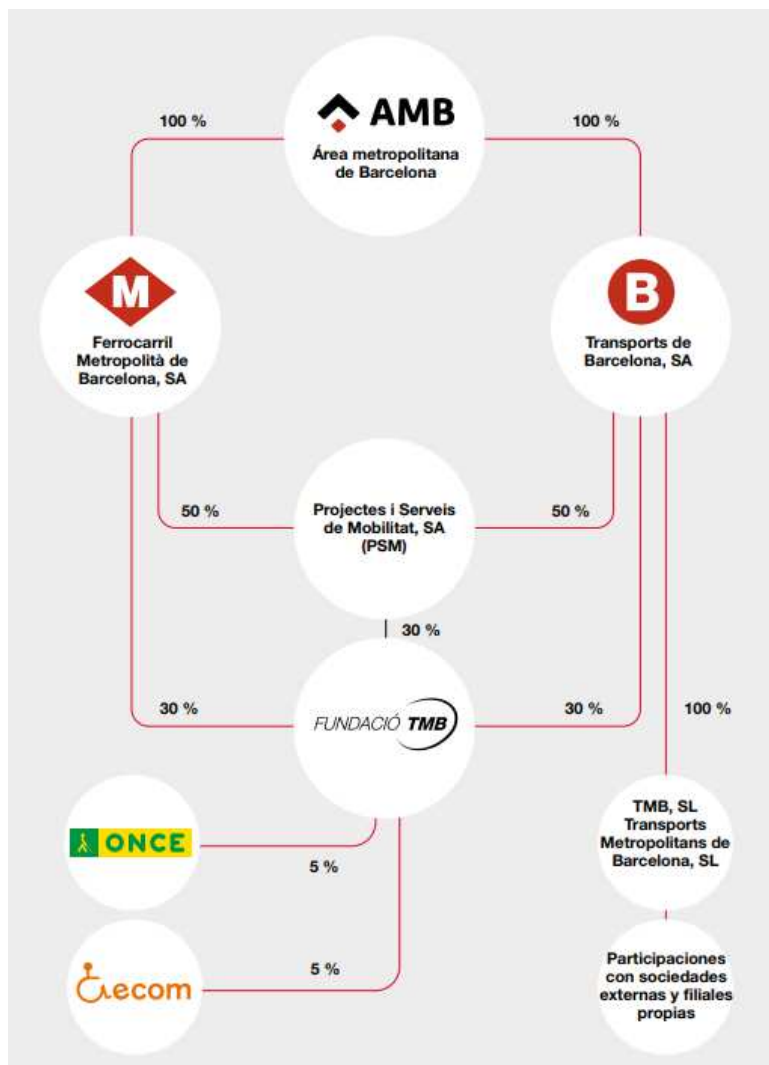 AMB
100 %
100 %
Área metropolitana
de Barcelona
M
B
Ferrocarril
Metropolità de
Barcelona, SA
Transports de
Barcelona, SA
50 %
Projectes i Serveis
de Mobilitat, SA
(PSM)
50 %
30 %
30 %
FUNDACIÓ TMB
30 %
100 %
ONCE
5 %
TMB, SL
Transports
Metropolitans de
Barcelona, SL
ecom
5 %
Participaciones
con sociedades
externas y filiales
propias